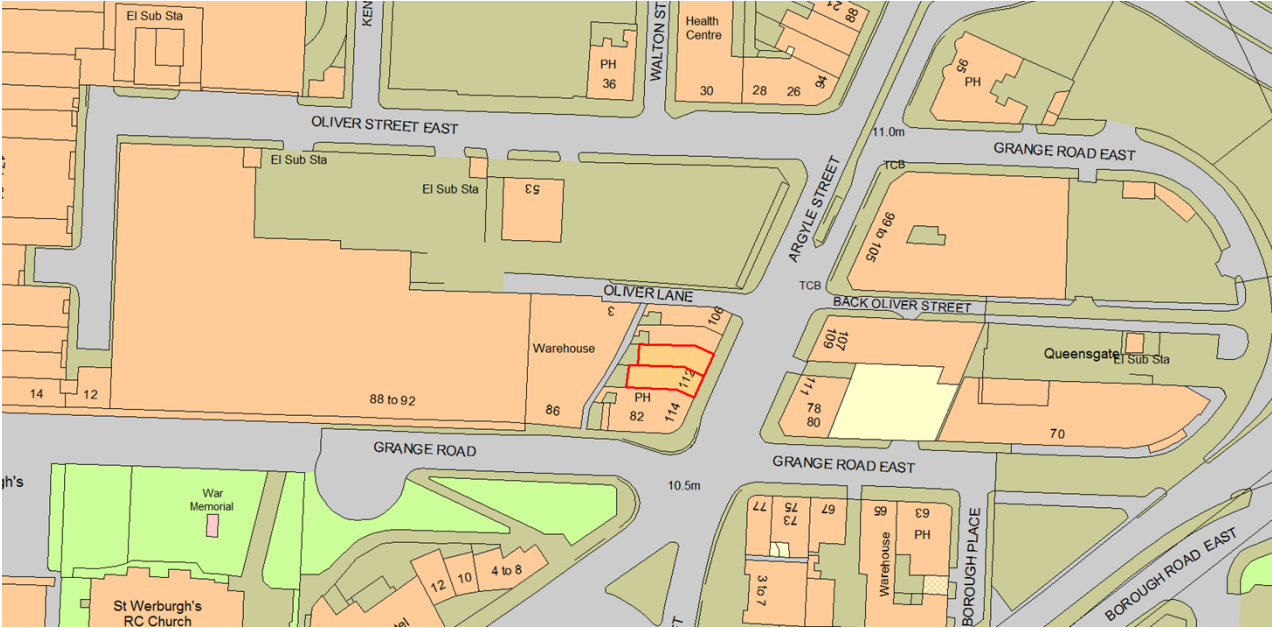 El Sub Sta
KEN
PH
36
WALTON ST
Health
Centre
30
28
26
94
88
21
95
PH
OLIVER STREET EAST
11.0m
GRANGE ROAD EAST
TCB
El Sub Sta
El Sub Sta
53
ARGYLE STREET
99 to 105
TCB
OLIVER LANE
BACK OLIVER STREET
3
106
107
109
Warehouse
Queensgate
El Sub Sta
112
111
14
12
88 to 92
86
PH
82
114
78
80
70
GRANGE ROAD
GRANGE ROAD EAST
10.5m
gh's
War
Memorial
77
75
73
67
65
63
PH
Warehouse
BOROUGH PLACE
BOROUGH ROAD EAST
12
10
4 to 8
3 to 7
St Werburgh's
RC Church
tel
ST